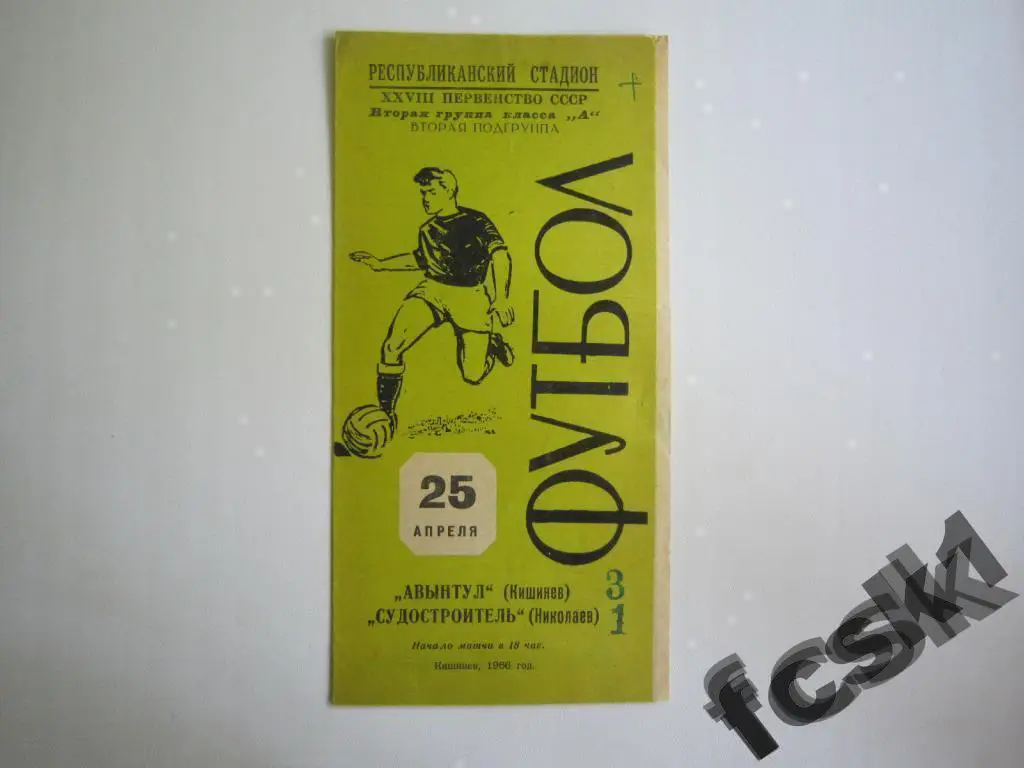 РЕСПУБЛИКАНСКИЙ СТАДИОН
XXVIII ПЕРВЕНСТВО СССР
Вторая группа класса „А“
ВТОРАЯ ПОДГРУППА
ФУТБОЛ
25
АПРЕЛЯ
„АВЫНТУЛ“ (Кишинев) 3
„СУДОСТРОИТЕЛЬ“ (Николаев) 1
Начало матча в 18 час.
Кишинев, 1966 год.
fcsk1